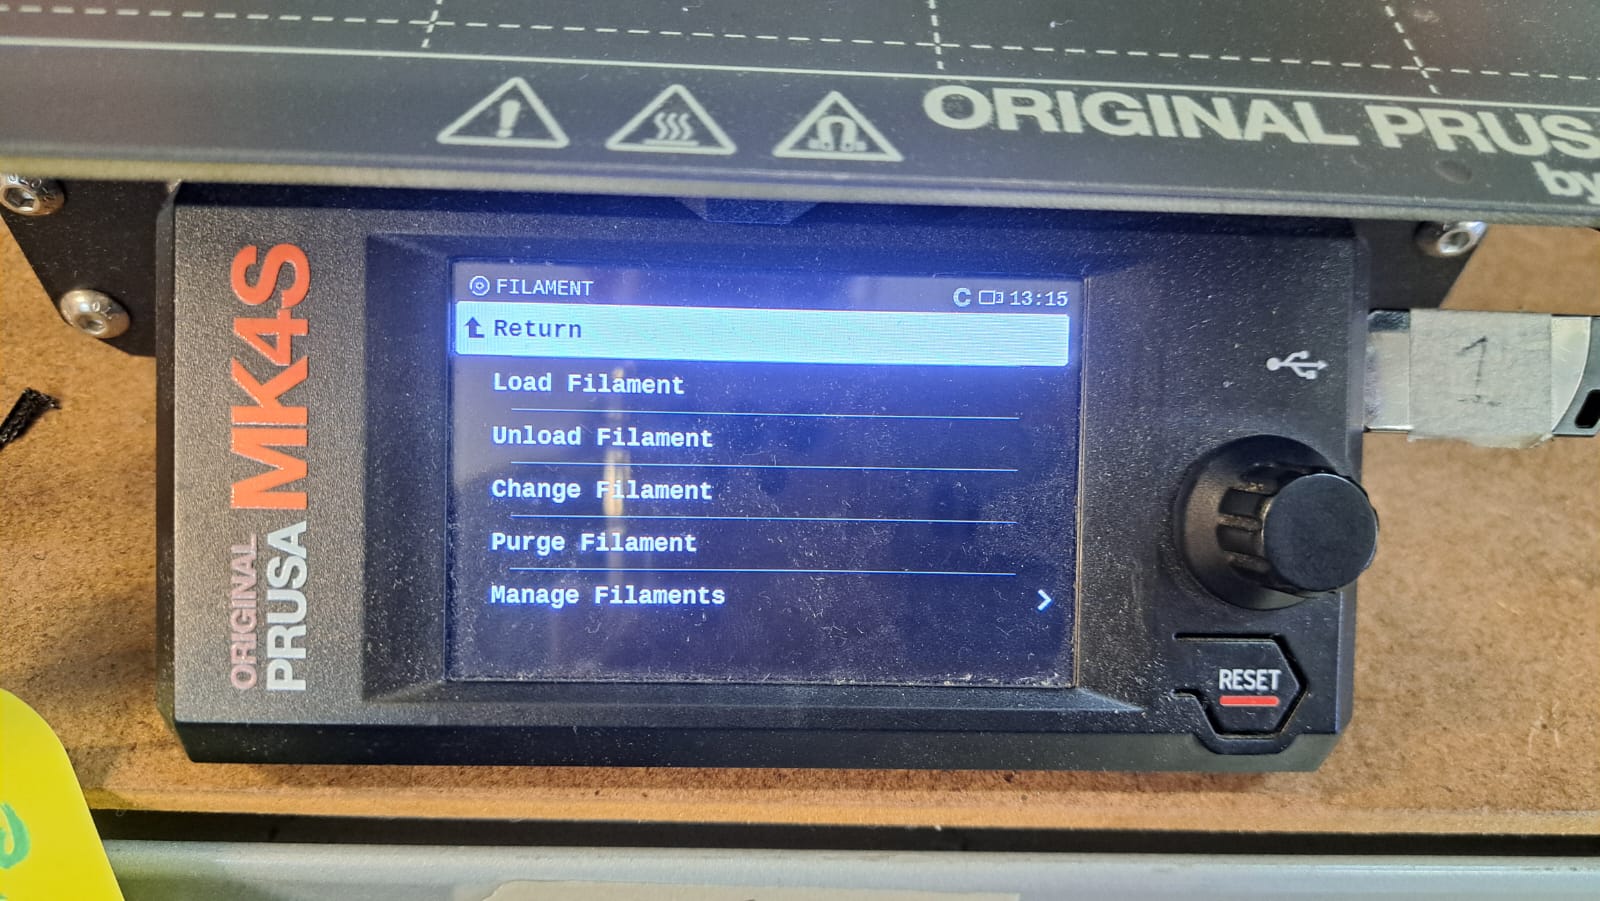 ORIGINAL PRUS
by
ORIGINAL
PRUSA MK4S
FILAMENT
13:15
Return
Load Filament
Unload Filament
Change Filament
Purge Filament
Manage Filaments
1
RESET